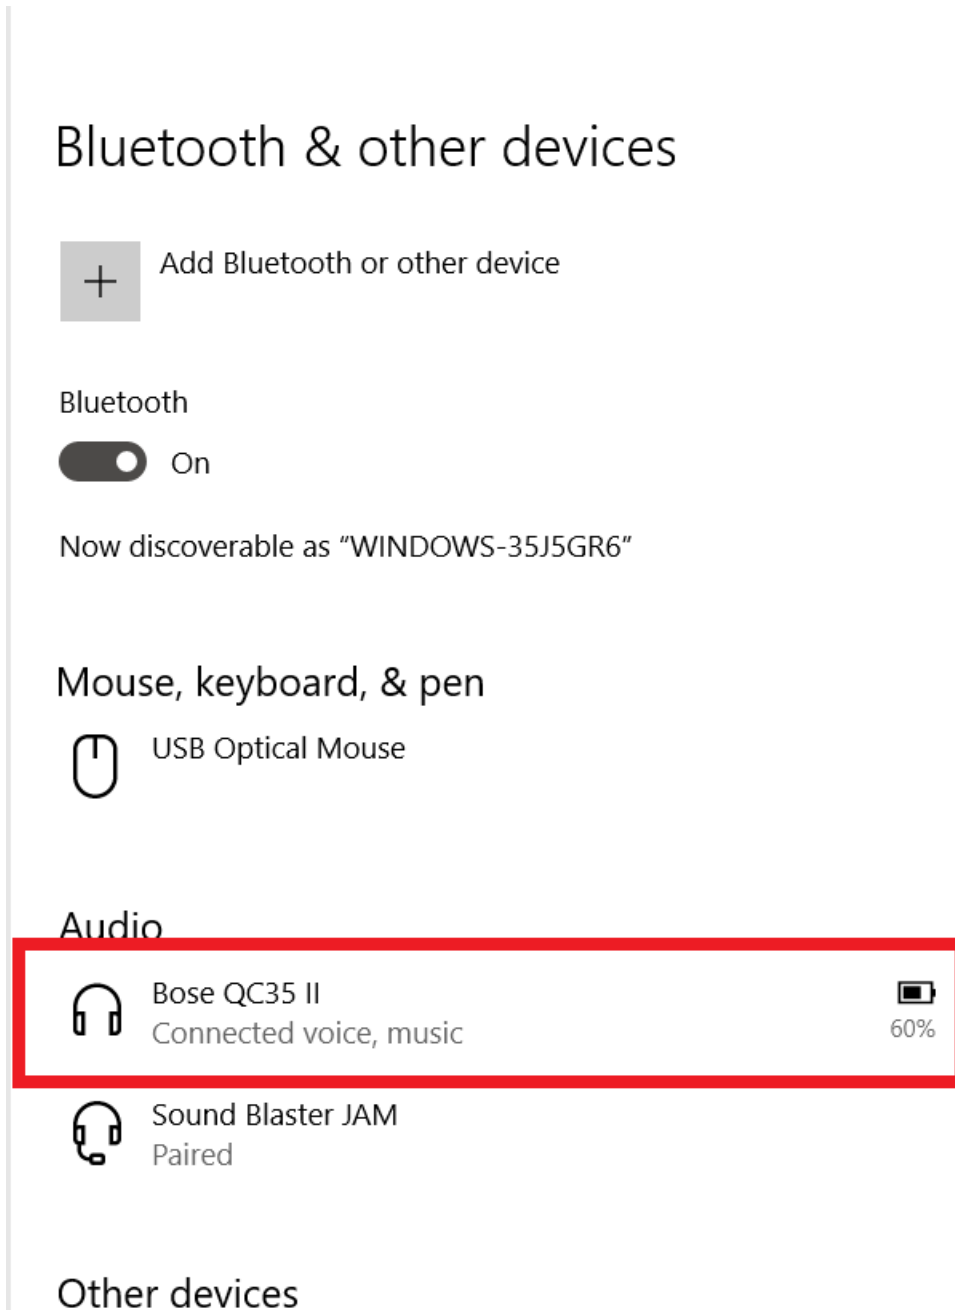 Bluetooth & other devices
Add Bluetooth or other device
Bluetooth
On
Now discoverable as “WINDOWS-35J5GR6”
Mouse, keyboard, & pen
USB Optical Mouse
Audio
Bose QC35 II
Connected voice, music
60%
Sound Blaster JAM
Paired
Other devices